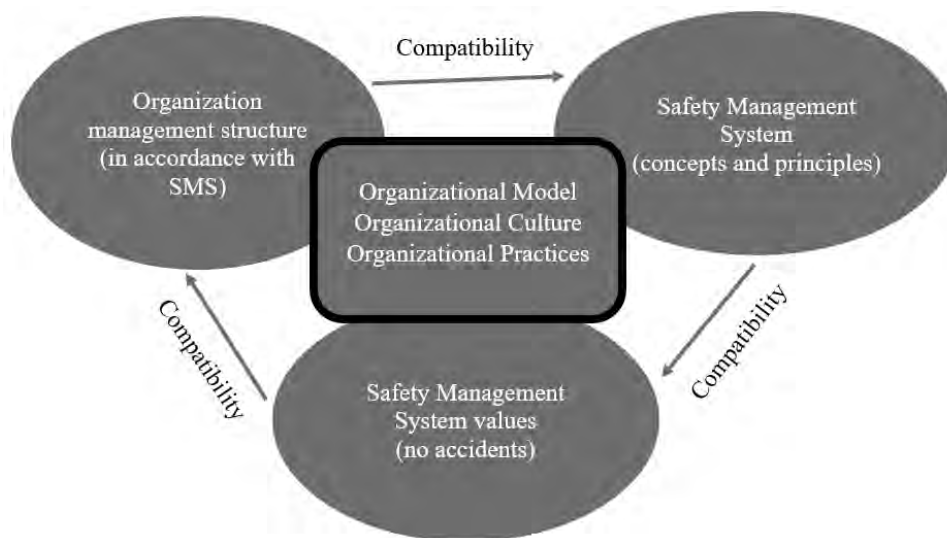 Compatibility
Organization
management structure
(in accordance with
SMS)
Safety Management
System
(concepts and principles)
Organizational Model
Organizational Culture
Organizational Practices
Compatibility
Compatibility
Safety Management
System values
(no accidents)